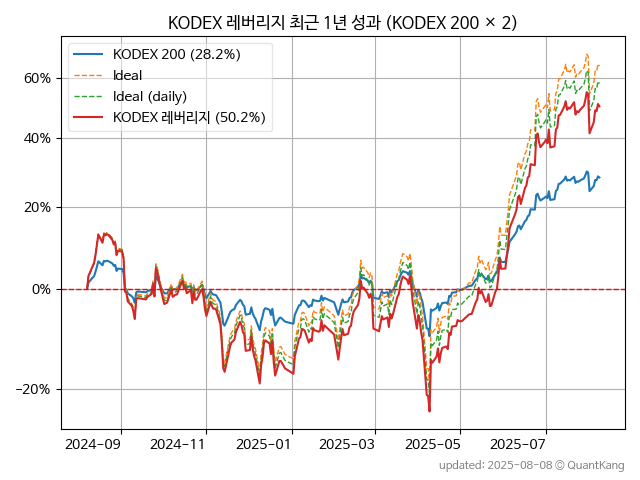 KODEX 레버리지 최근 1년 성과 (KODEX 200 × 2)
KODEX 200 (28.2%)
Ideal
Ideal (daily)
KODEX 레버리지 (50.2%)
60%
40%
20%
0%
−20%
2024-09
2024-11
2025-01
2025-03
2025-05
2025-07
updated: 2025-08-08 © QuantKang